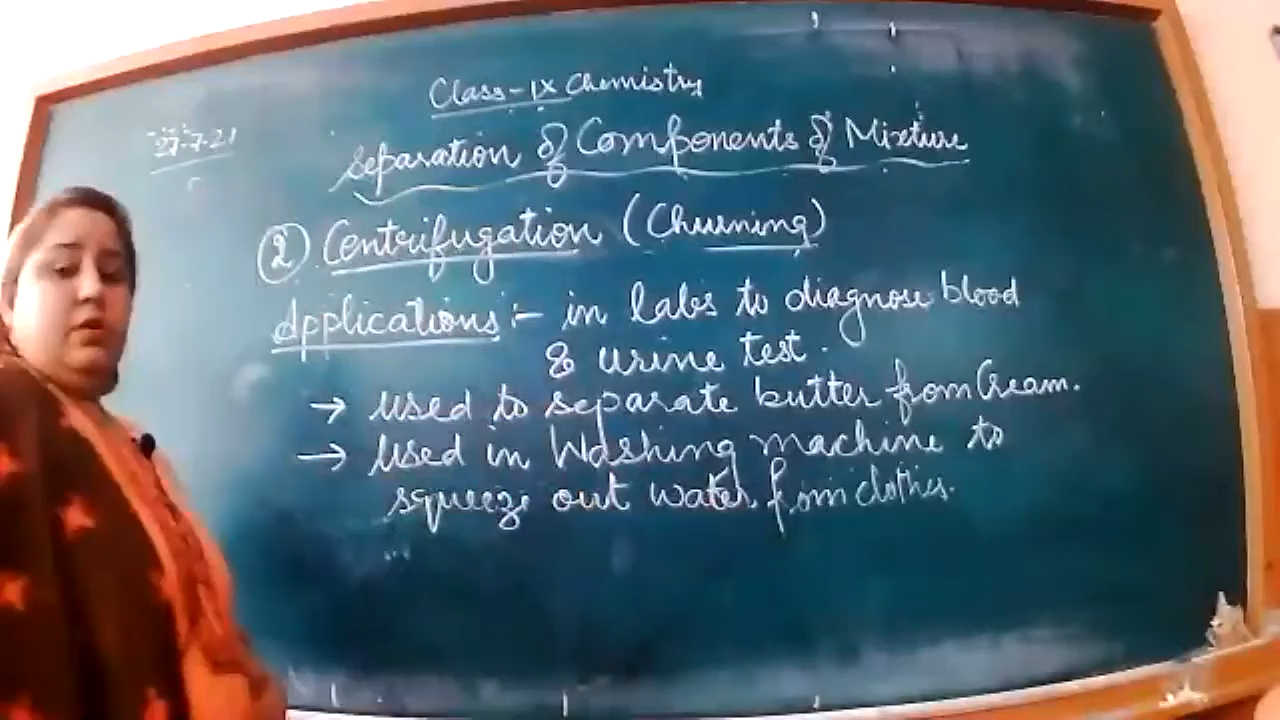 Class-IX Chemistry
27-7-21
Separation of Components of Mixture
2) Centrifugation (Churning)
Applications:- in labs to diagnose blood
& urine test.
→ Used to separate butter from Cream.
→ Used in Washing machine to
squeeze out water from clothes.